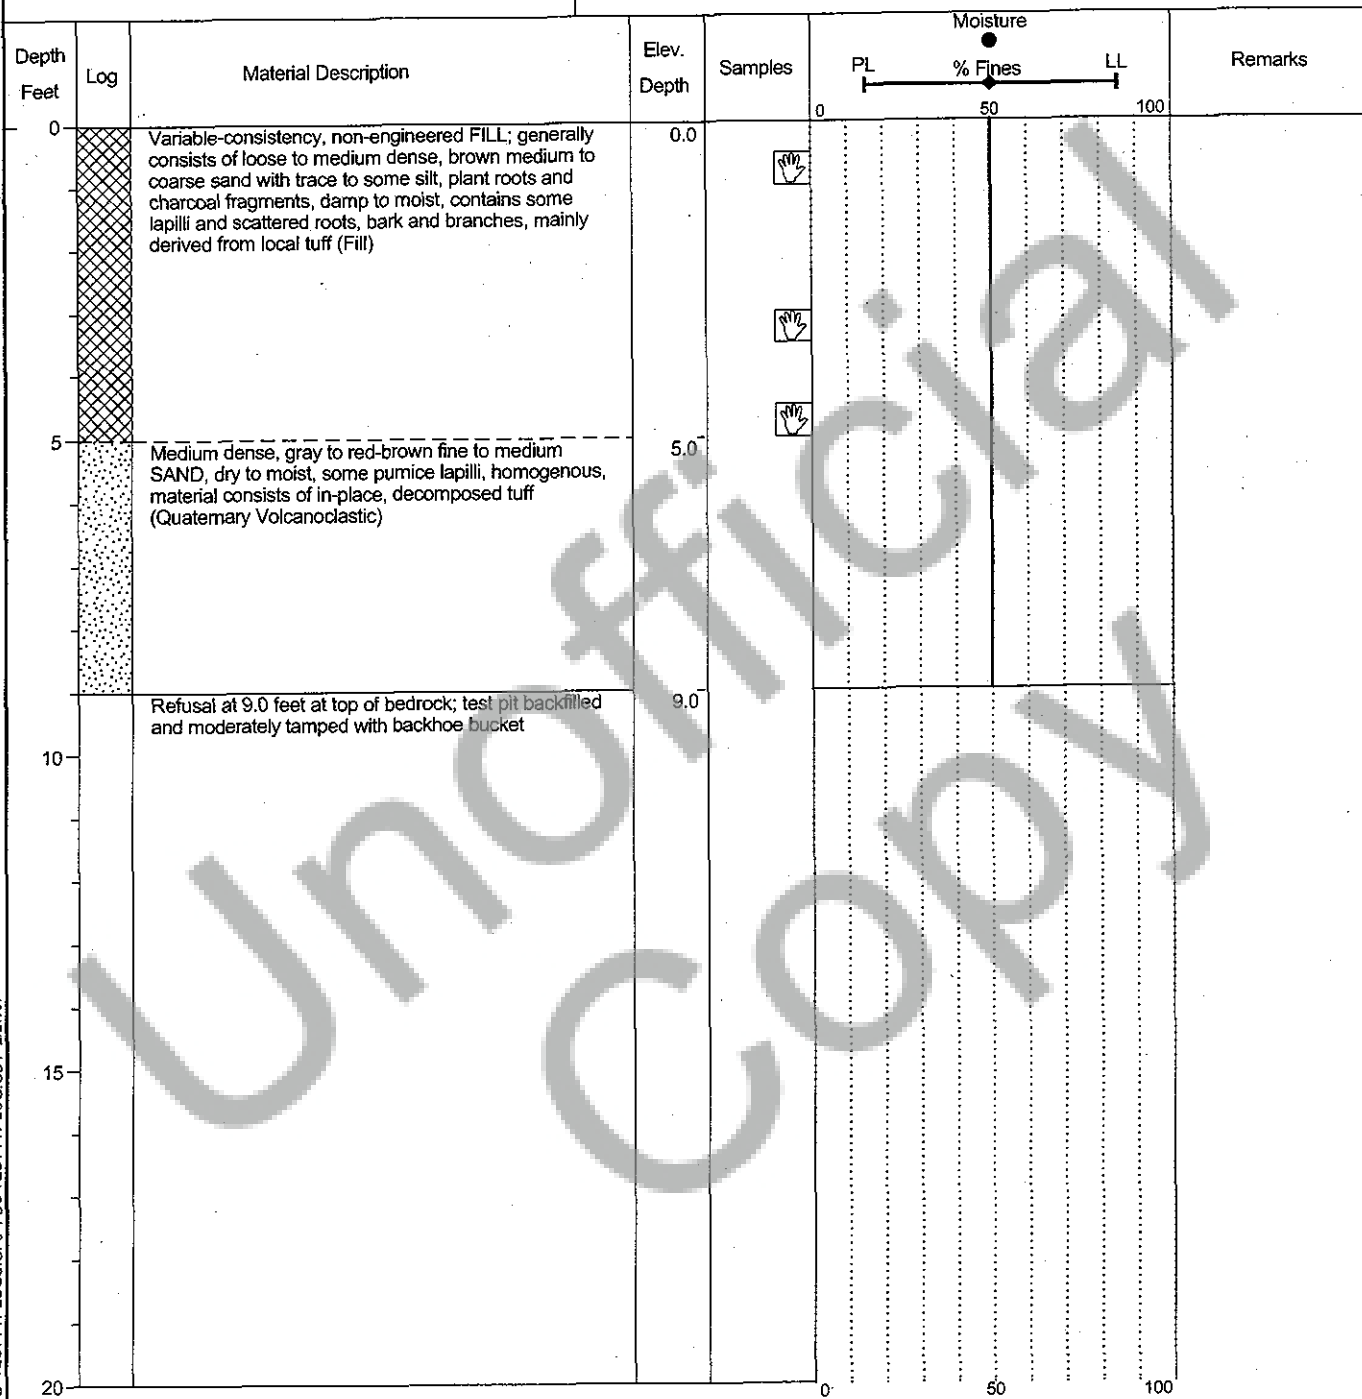 Depth
Feet
Log
Material Description
Elev.
Depth
Samples
Moisture
PL
% Fines
LL
0
50
100
Remarks
0
Variable-consistency, non-engineered FILL; generally
consists of loose to medium dense, brown medium to
coarse sand with trace to some silt, plant roots and
charcoal fragments, damp to moist, contains some
lapilli and scattered roots, bark and branches, mainly
derived from local tuff (Fill)
0.0
5
Medium dense, gray to red-brown fine to medium
SAND, dry to moist, some pumice lapilli, homogenous,
material consists of in-place, decomposed tuff
(Quaternary Volcanoclastic)
5.0
Refusal at 9.0 feet at top of bedrock; test pit backfilled
and moderately tamped with backhoe bucket
9.0
10
15
20
0
50
100
Unofficial
Copy